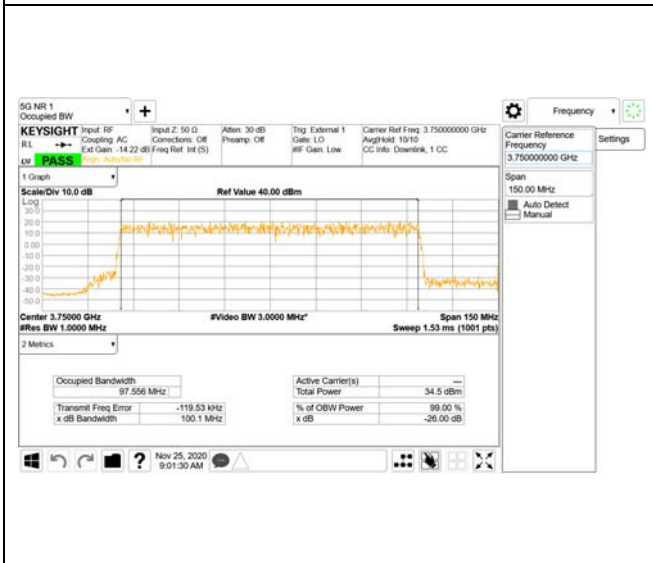 5G NR 1
Occupied BW
Frequency
KEYSIGHT
RL
PASS
Input: RF
Coupling: AC
Ext Gain: -14.22 dB
Align: Auto/No RF
Input Z: 50 Ω
Corrections: Off
Freq Ref: Int (S)
Atten: 30 dB
Preamp: Off
Trig: External 1
Gate: LO
#IF Gain: Low
Carrier Ref Freq: 3.750000000 GHz
Avg|Hold: 10/10
CC Info: Downlink, 1 CC
Carrier Reference
Frequency
3.750000000 GHz
Settings
Span
150.00 MHz
Auto Detect
Manual
1 Graph
Scale/Div 10.0 dB
Ref Value 40.00 dBm
Log
30.0
20.0
10.0
0.00
-10.0
-20.0
-30.0
-40.0
-50.0
Center 3.75000 GHz
#Video BW 3.0000 MHz*
Span 150 MHz
#Res BW 1.0000 MHz
Sweep 1.53 ms (1001 pts)
2 Metrics
Occupied Bandwidth
97.556 MHz
Transmit Freq Error -119.53 kHz
x dB Bandwidth 100.1 MHz
Active Carrier(s) ---
Total Power 34.5 dBm
% of OBW Power 99.00 %
x dB -26.00 dB
Nov 25, 2020
9:01:30 AM